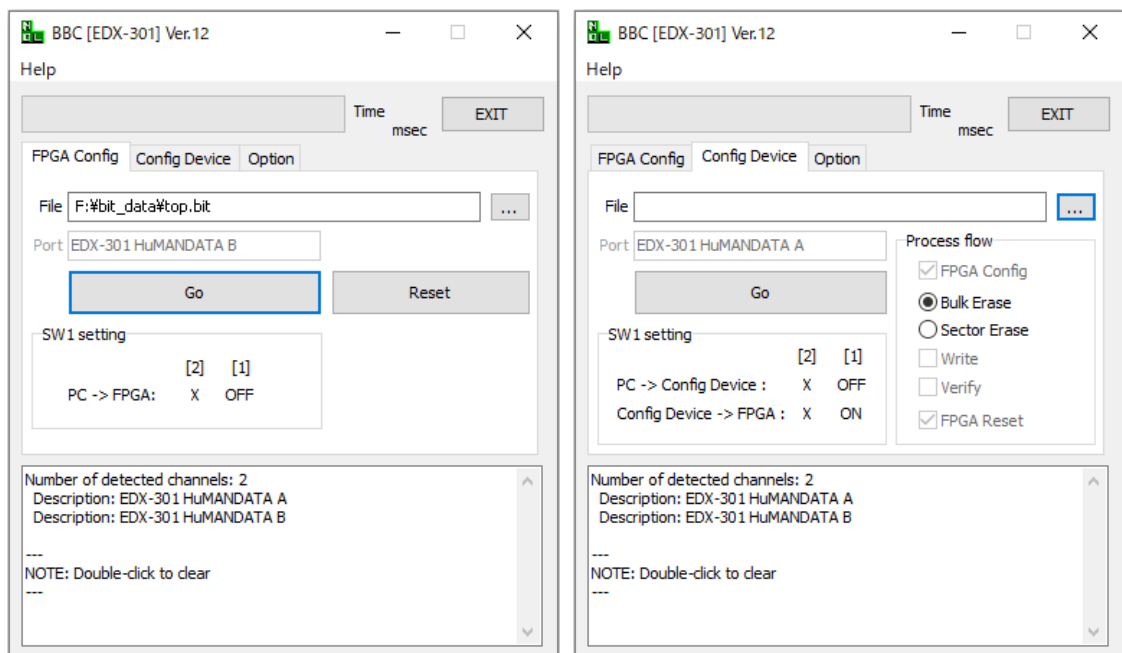 BBC [EDX-301] Ver.12
Help
Time
msec
EXIT
FPGA Config Config Device Option
File F:¥bit_data¥top.bit ...
Port EDX-301 HuMANDATA B
Go Reset
SW1 setting
[2] [1]
PC -> FPGA: X OFF
Number of detected channels: 2
Description: EDX-301 HuMANDATA A
Description: EDX-301 HuMANDATA B
---
NOTE: Double-click to clear
---
BBC [EDX-301] Ver.12
Help
Time
msec
EXIT
FPGA Config Config Device Option
File ...
Port EDX-301 HuMANDATA A
Go
SW1 setting
[2] [1]
PC -> Config Device : X OFF
Config Device -> FPGA : X ON
Process flow
FPGA Config
Bulk Erase
Sector Erase
Write
Verify
FPGA Reset
Number of detected channels: 2
Description: EDX-301 HuMANDATA A
Description: EDX-301 HuMANDATA B
---
NOTE: Double-click to clear
---